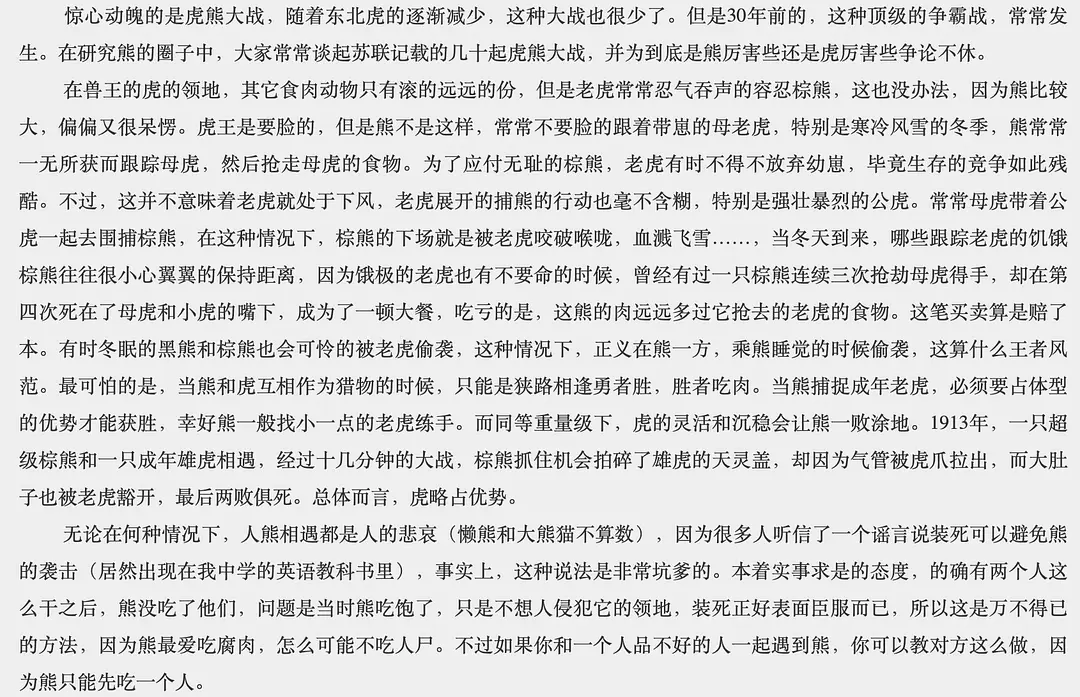 惊心动魄的是虎熊大战，随着东北虎的逐渐减少，这种大战也很少了。但是30年前的，这种顶级的争霸战，常常发
生。在研究熊的圈子中，大家常常谈起苏联记载的几十起虎熊大战，并为到底是熊厉害些还是虎厉害些争论不休。
在兽王的虎的领地，其它食肉动物只有滚的远远的份，但是老虎常常忍气吞声的容忍棕熊，这也没办法，因为熊比较
大，偏偏又很呆愣。虎王是要脸的，但是熊不是这样，常常不要脸的跟着带崽的母老虎，特别是寒冷风雪的冬季，熊常常
一无所获而跟踪母虎，然后抢走母虎的食物。为了应付无耻的棕熊，老虎有时不得不放弃幼崽，毕竟生存的竞争如此残
酷。不过，这并不意味着老虎就处于下风，老虎展开的捕熊的行动也毫不含糊，特别是强壮暴烈的公虎。常常母虎带着公
虎一起去围捕棕熊，在这种情况下，棕熊的下场就是被老虎咬破喉咙，血溅飞雪……，当冬天到来，哪些跟踪老虎的饥饿
棕熊往往很小心翼翼的保持距离，因为饿极的老虎也有不要命的时候，曾经有过一只棕熊连续三次抢劫母虎得手，却在第
四次死在了母虎和小虎的嘴下，成为了一顿大餐，吃亏的是，这熊的肉远远多过它抢去的老虎的食物。这笔买卖算是赔了
本。有时冬眠的黑熊和棕熊也会可怜的被老虎偷袭，这种情况下，正义在熊一方，乘熊睡觉的时候偷袭，这算什么王者风
范。最可怕的是，当熊和虎互相作为猎物的时候，只能是狭路相逢勇者胜，胜者吃肉。当熊捕捉成年老虎，必须要占体型
的优势才能获胜，幸好熊一般找小一点的老虎练手。而同等重量级下，虎的灵活和沉稳会让熊一败涂地。1913年，一只超
级棕熊和一只成年雄虎相遇，经过十几分钟的大战，棕熊抓住机会拍碎了雄虎的天灵盖，却因为气管被虎爪拉出，而大肚
子也被老虎豁开，最后两败俱死。总体而言，虎略占优势。
无论在何种情况下，人熊相遇都是人的悲哀（懒熊和大熊猫不算数），因为很多人听信了一个谣言说装死可以避免熊
的袭击（居然出现在我中学的英语教科书里），事实上，这种说法是非常坑爹的。本着实事求是的态度，的确有两个人这
么干之后，熊没吃了他们，问题是当时熊吃饱了，只是不想人侵犯它的领地，装死正好表面臣服而已，所以这是万不得已
的方法，因为熊最爱吃腐肉，怎么可能不吃人尸。不过如果你和一个人品不好的人一起遇到熊，你可以教对方这么做，因
为熊只能先吃一个人。